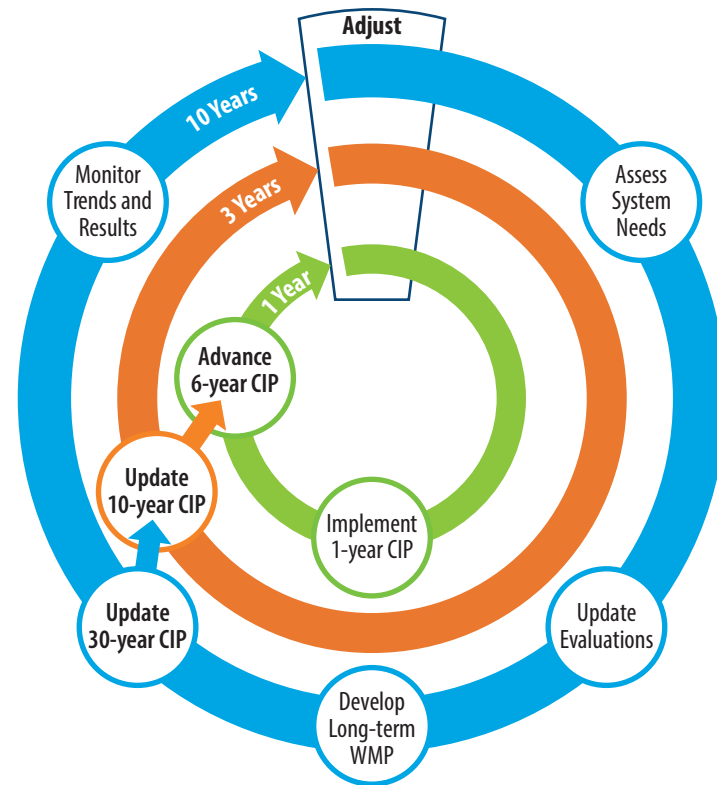 Adjust
10 Years
3 Years
1 Year
Monitor
Trends and
Results
Assess
System
Needs
Advance
6-year CIP
Update
10-year CIP
Implement
1-year CIP
Update
30-year CIP
Update
Evaluations
Develop
Long-term
WMP